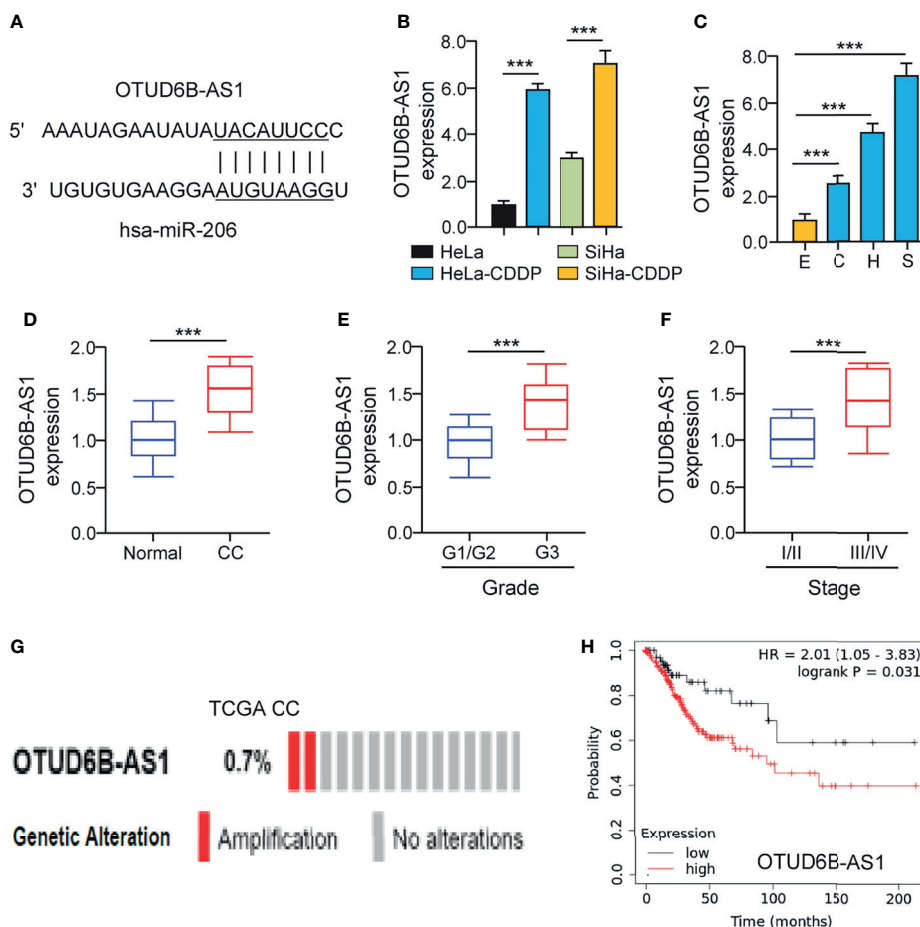 A
OTUD6B-AS1
5' AAAUAGAAUAUAUACAUUCCC
3' UGUGUGAAGGAAUGUAAGGU
hsa-miR-206
B
OTUD6B-AS1
expression
8.0
6.0
4.0
2.0
0.0
*** ***
HeLa
SiHa
HeLa-CDDP
SiHa-CDDP
C
OTUD6B-AS1
expression
8.0
6.0
4.0
2.0
0.0
***
***
***
E C H S
D
OTUD6B-AS1
expression
2.0
1.5
1.0
0.5
0.0
***
Normal CC
E
OTUD6B-AS1
expression
2.0
1.5
1.0
0.5
0.0
***
G1/G2 G3
Grade
F
OTUD6B-AS1
expression
2.0
1.5
1.0
0.5
0.0
***
I/II III/IV
Stage
G
TCGA CC
OTUD6B-AS1 0.7%
Genetic Alteration Amplification No alterations
H
HR = 2.01 (1.05 - 3.83)
logrank P = 0.031
Probability
1.0
0.8
0.6
0.4
0.2
0.0
Expression
low
high
OTUD6B-AS1
0 50 100 150 200
Time (months)